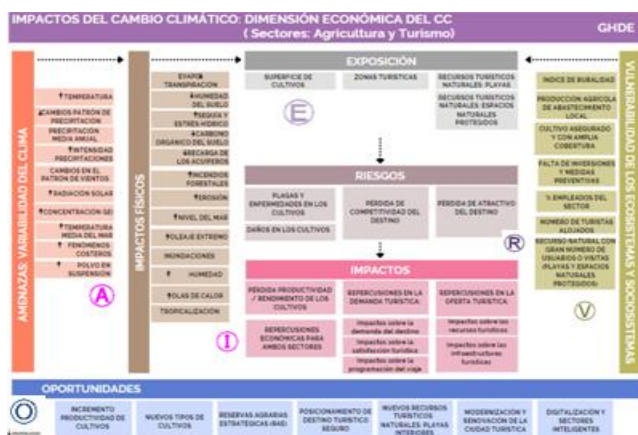 IMPACTOS DEL CAMBIO CLIMÁTICO: DIMENSIÓN ECONÓMICA DEL CC
( Sectores: Agricultura y Turismo)
GHDE
AMENAZAS: VARIABILIDAD DEL CLIMA
TEMPERATURA
CAMBIOS PATRÓN DE
PRECIPITACIÓN
PRECIPITACIÓN
MEDIA ANUAL
INTENSIDAD
PRECIPITACIONES
CAMBIOS EN EL
PATRÓN DE VIENTOS
RADIACIÓN SOLAR
CONCENTRACIÓN GEI
TEMPERATURA
MEDIA DEL MAR
FENÓMENOS
COSTEROS
POLVO EN
SUSPENSIÓN
A
IMPACTOS FÍSICOS
EVAPO
TRANSPIRACIÓN
HUMEDAD
DEL SUELO
SEQUÍA Y
ESTRÉS HÍDRICO
CARBONO
ORGÁNICO DEL SUELO
RECARGA DE
LOS ACUÍFEROS
INCENDIOS
FORESTALES
EROSIÓN
NIVEL DEL MAR
OLEAJE EXTREMO
INUNDACIONES
HUMEDAD
OLAS DE CALOR
TROPICALIZACIÓN
I
EXPOSICIÓN
SUPERFICIE DE
CULTIVOS
ZONAS TURÍSTICAS
RECURSOS TURÍSTICOS
NATURALES: PLAYAS
RECURSOS TURÍSTICOS
NATURALES: ESPACIOS
NATURALES
PROTEGIDOS
E
RIESGOS
PLAGAS Y
ENFERMEDADES EN LOS
CULTIVOS
DAÑOS EN LOS CULTIVOS
PÉRDIDA DE
COMPETITIVIDAD DEL
DESTINO
PÉRDIDA DE ATRACTIVO
DEL DESTINO
R
IMPACTOS
PÉRDIDA PRODUCTIVIDAD
/ RENDIMIENTO DE LOS
CULTIVOS
REPERCUSIONES
ECONÓMICAS PARA
AMBOS SECTORES
REPERCUSIONES EN LA
DEMANDA TURÍSTICA:
Impactos sobre la
demanda del destino
Impactos sobre la
satisfacción turística
Impactos sobre la
programación del viaje
REPERCUSIONES EN LA
OFERTA TURÍSTICA:
Impactos sobre los
recursos turísticos
Impactos sobre las
infraestructuras
turísticas
VULNERABILIDAD DE LOS ECOSISTEMAS Y SOCIOSISTEMAS
INDICE DE RURALIDAD
PRODUCCIÓN AGRÍCOLA
DE ABASTECIMIENTO
LOCAL
CULTIVO ASEGURADO
Y CON AMPLIA
COBERTURA
FALTA DE INVERSIONES
Y MEDIDAS
PREVENTIVAS
% EMPLEADOS DEL
SECTOR
NÚMERO DE TURISTAS
ALOJADOS
RECURSO NATURAL CON
GRAN NÚMERO DE
USUARIOS O VISITAS
(PLAYAS Y ESPACIOS
NATURALES
PROTEGIDOS)
V
OPORTUNIDADES
INCREMENTO
PRODUCTIVIDAD DE
CULTIVOS
NUEVOS TIPOS DE
CULTIVOS
RESERVAS AGRARIAS
ESTRATÉGICAS (RAE)
POSICIONAMIENTO DE
DESTINO TURÍSTICO
SEGURO
NUEVOS RECURSOS
TURÍSTICOS
NATURALES: PLAYAS
INTERIORES
MODERNIZACIÓN Y
RENOVACIÓN DE LA
CIUDAD TURÍSTICA
DIGITALIZACIÓN Y
SECTORES
INTELIGENTES